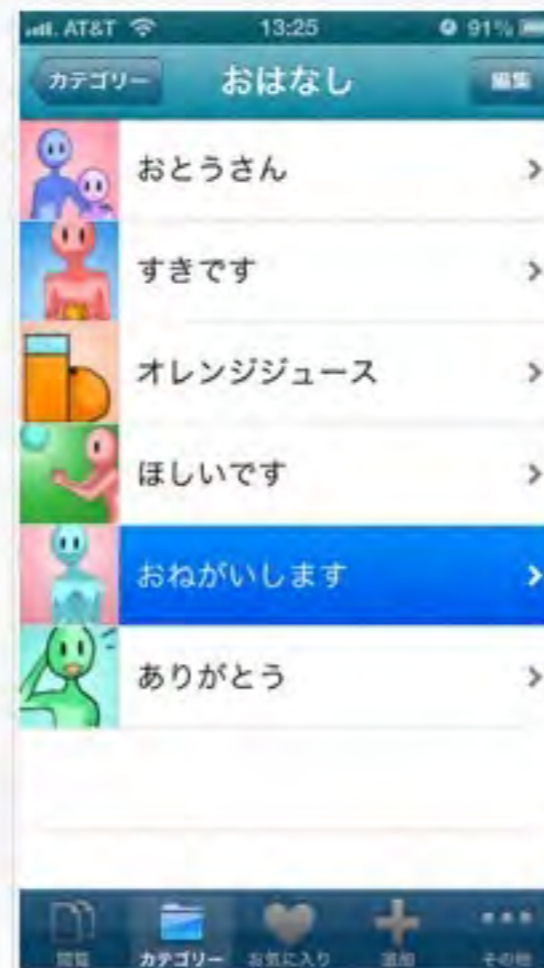 AT&T 13:25 91%
カテゴリー おはなし 編集
おとうさん
すきです
オレンジジュース
ほしいです
おねがいします
ありがとう
閲覧 カテゴリー お気に入り 追加 その他